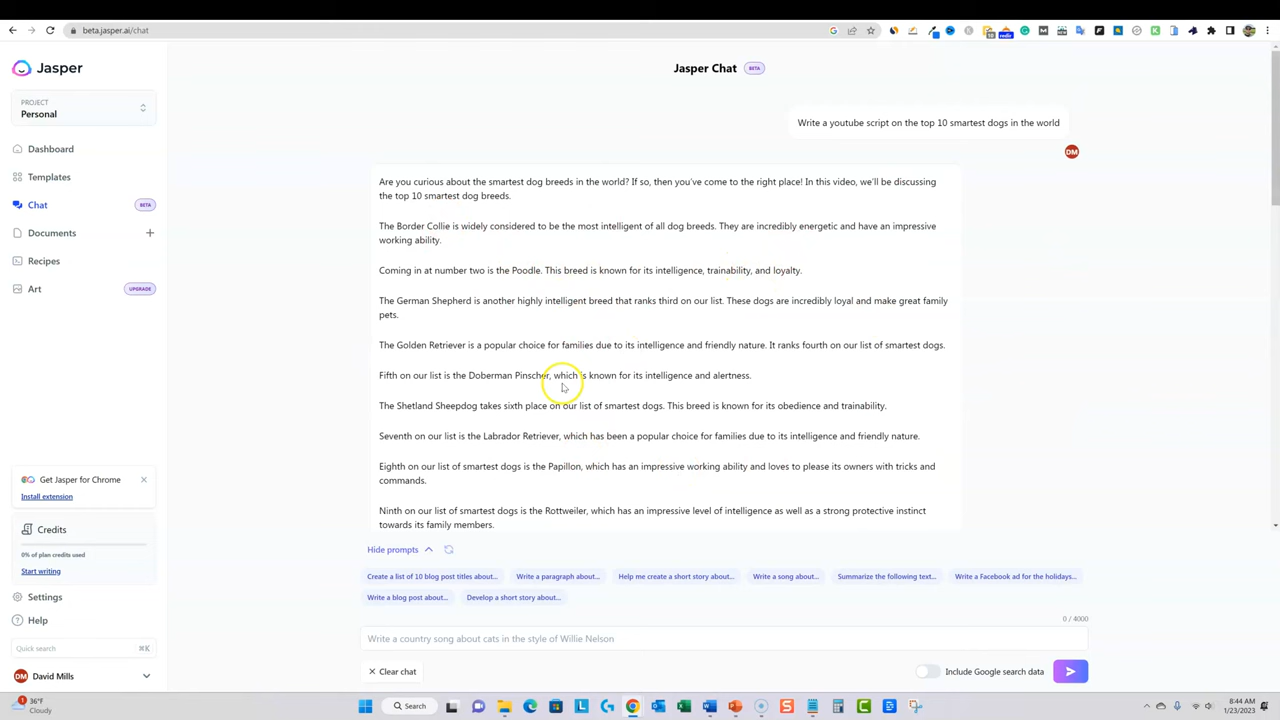 beta.jasper.ai/chat
Jasper
PROJECT
Personal
Dashboard
Templates
Chat
BETA
Documents
Recipes
Art
UPGRADE
Get Jasper for Chrome
Install extension
Credits
0% of plan credits used
Start writing
Settings
Help
Quick search
⌘K
DM
David Mills
Jasper Chat
BETA
Write a youtube script on the top 10 smartest dogs in the world
DM
Are you curious about the smartest dog breeds in the world? If so, then you've come to the right place! In this video, we'll be discussing
the top 10 smartest dog breeds.
The Border Collie is widely considered to be the most intelligent of all dog breeds. They are incredibly energetic and have an impressive
working ability.
Coming in at number two is the Poodle. This breed is known for its intelligence, trainability, and loyalty.
The German Shepherd is another highly intelligent breed that ranks third on our list. These dogs are incredibly loyal and make great family
pets.
The Golden Retriever is a popular choice for families due to its intelligence and friendly nature. It ranks fourth on our list of smartest dogs.
Fifth on our list is the Doberman Pinscher, which is known for its intelligence and alertness.
The Shetland Sheepdog takes sixth place on our list of smartest dogs. This breed is known for its obedience and trainability.
Seventh on our list is the Labrador Retriever, which has been a popular choice for families due to its intelligence and friendly nature.
Eighth on our list of smartest dogs is the Papillon, which has an impressive working ability and loves to please its owners with tricks and
commands.
Ninth on our list of smartest dogs is the Rottweiler, which has an impressive level of intelligence as well as a strong protective instinct
towards its family members.
Hide prompts
Create a list of 10 blog post titles about...
Write a paragraph about...
Help me create a short story about...
Write a song about...
Summarize the following text...
Write a Facebook ad for the holidays...
Write a blog post about...
Develop a short story about...
0 / 4000
Write a country song about cats in the style of Willie Nelson
Clear chat
Include Google search data
1
36°F
Cloudy
Search
8:44 AM
1/23/2023